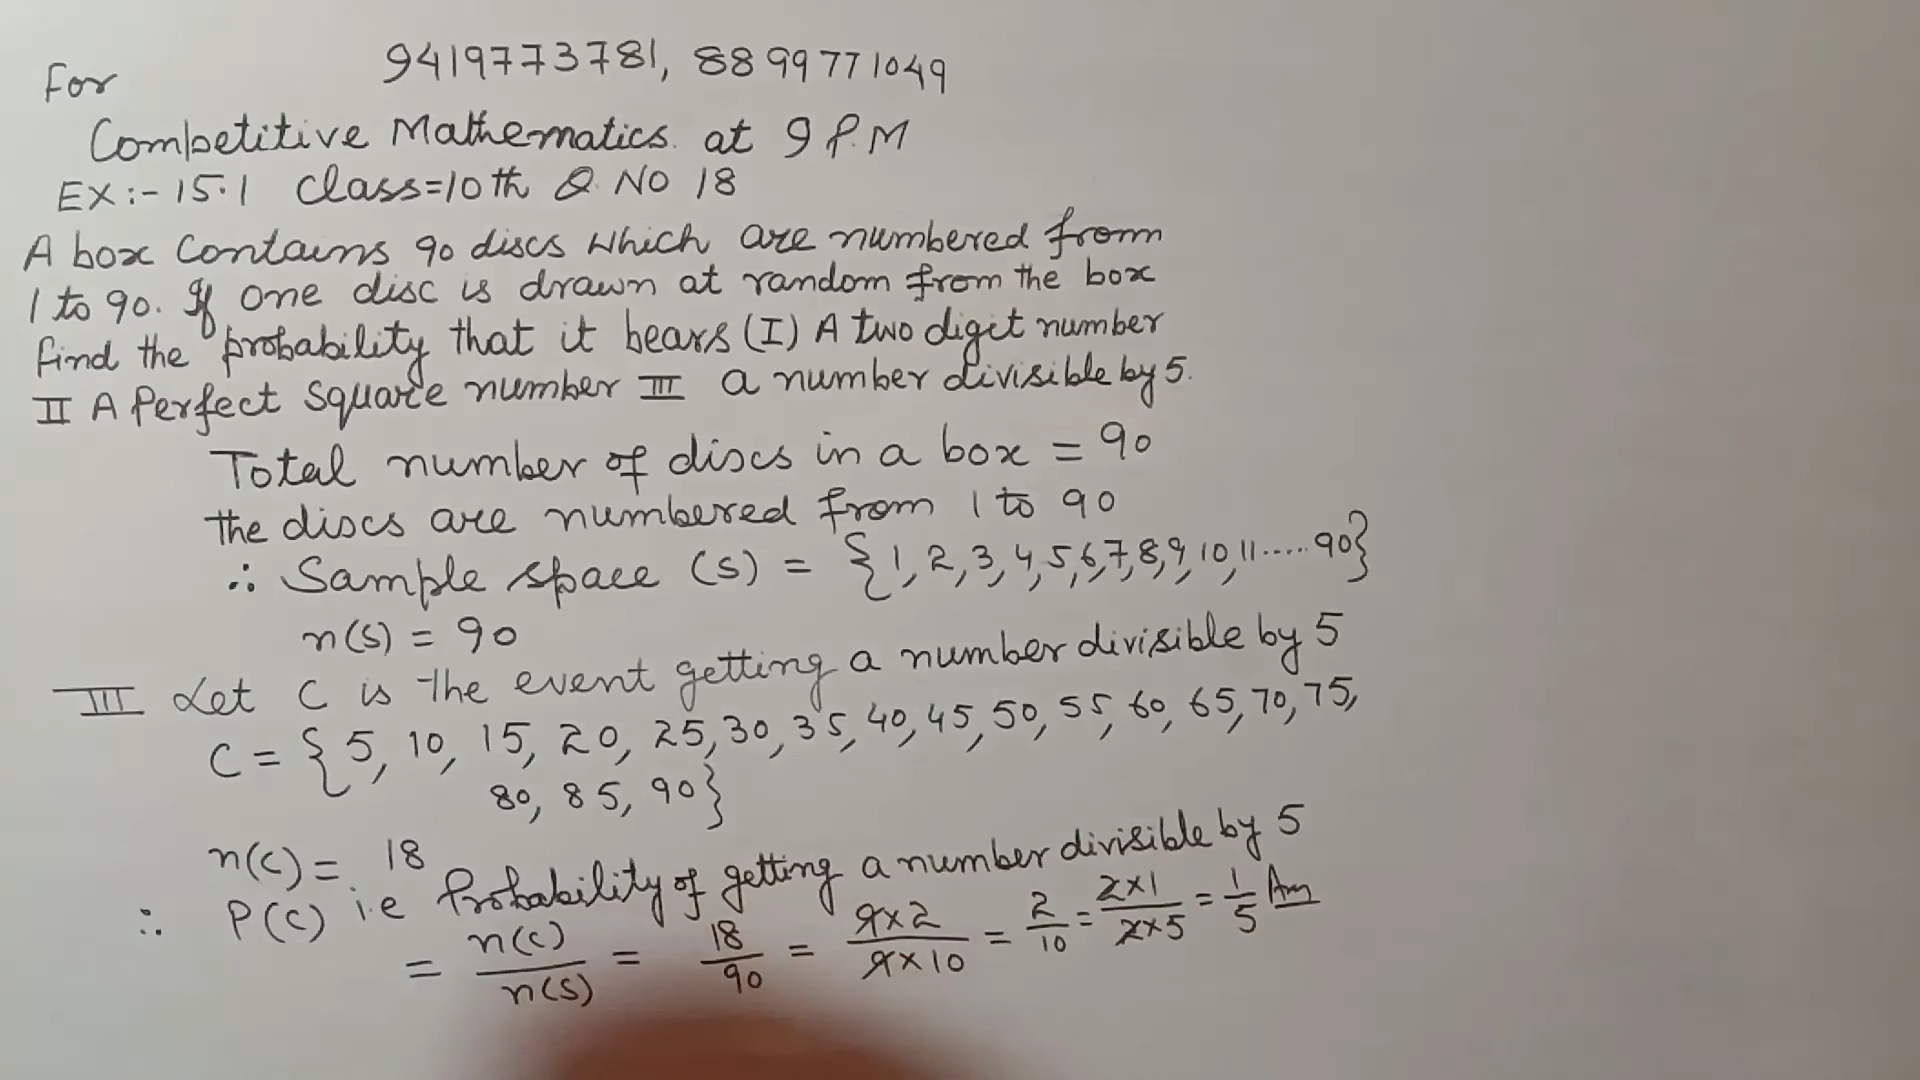 9419773781, 8899771049
For
Competitive Mathematics. at 9 P.M
EX:- 15.1 Class=10th Q. NO 18
A box Contains 90 discs which are numbered from
1 to 90. If one disc is drawn at random from the box
find the probability that it bears (I) A two digit number
II A Perfect square number III a number divisible by 5.
Total number of discs in a box = 90
the discs are numbered from 1 to 90
∴ Sample space (S) = {1, 2, 3, 4, 5, 6, 7, 8, 9, 10, 11.....90}
n(S) = 90
III Let C is the event getting a number divisible by 5
C = {5, 10, 15, 20, 25, 30, 35, 40, 45, 50, 55, 60, 65, 70, 75,
80, 85, 90}
n(C) = 18
∴ P(C) i.e Probability of getting a number divisible by 5
= n(C)/n(S) = 18/90 = 9×2/9×10 = 2/10 = 2×1/2×5 = 1/5 Ans